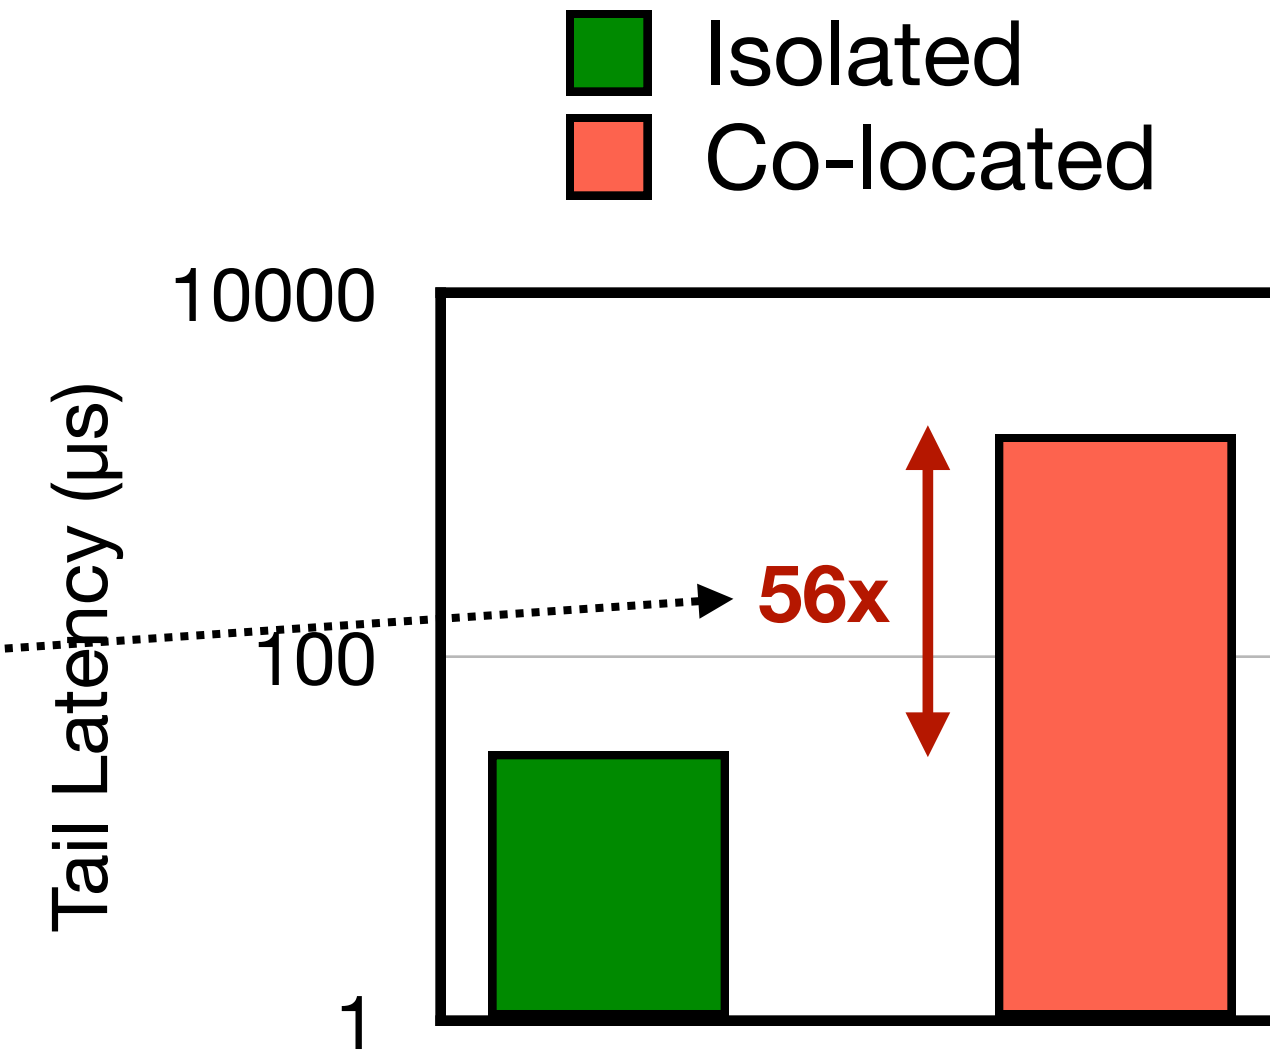 Isolated
Co-located
10000
Tail Latency (µs)
56x
100
1